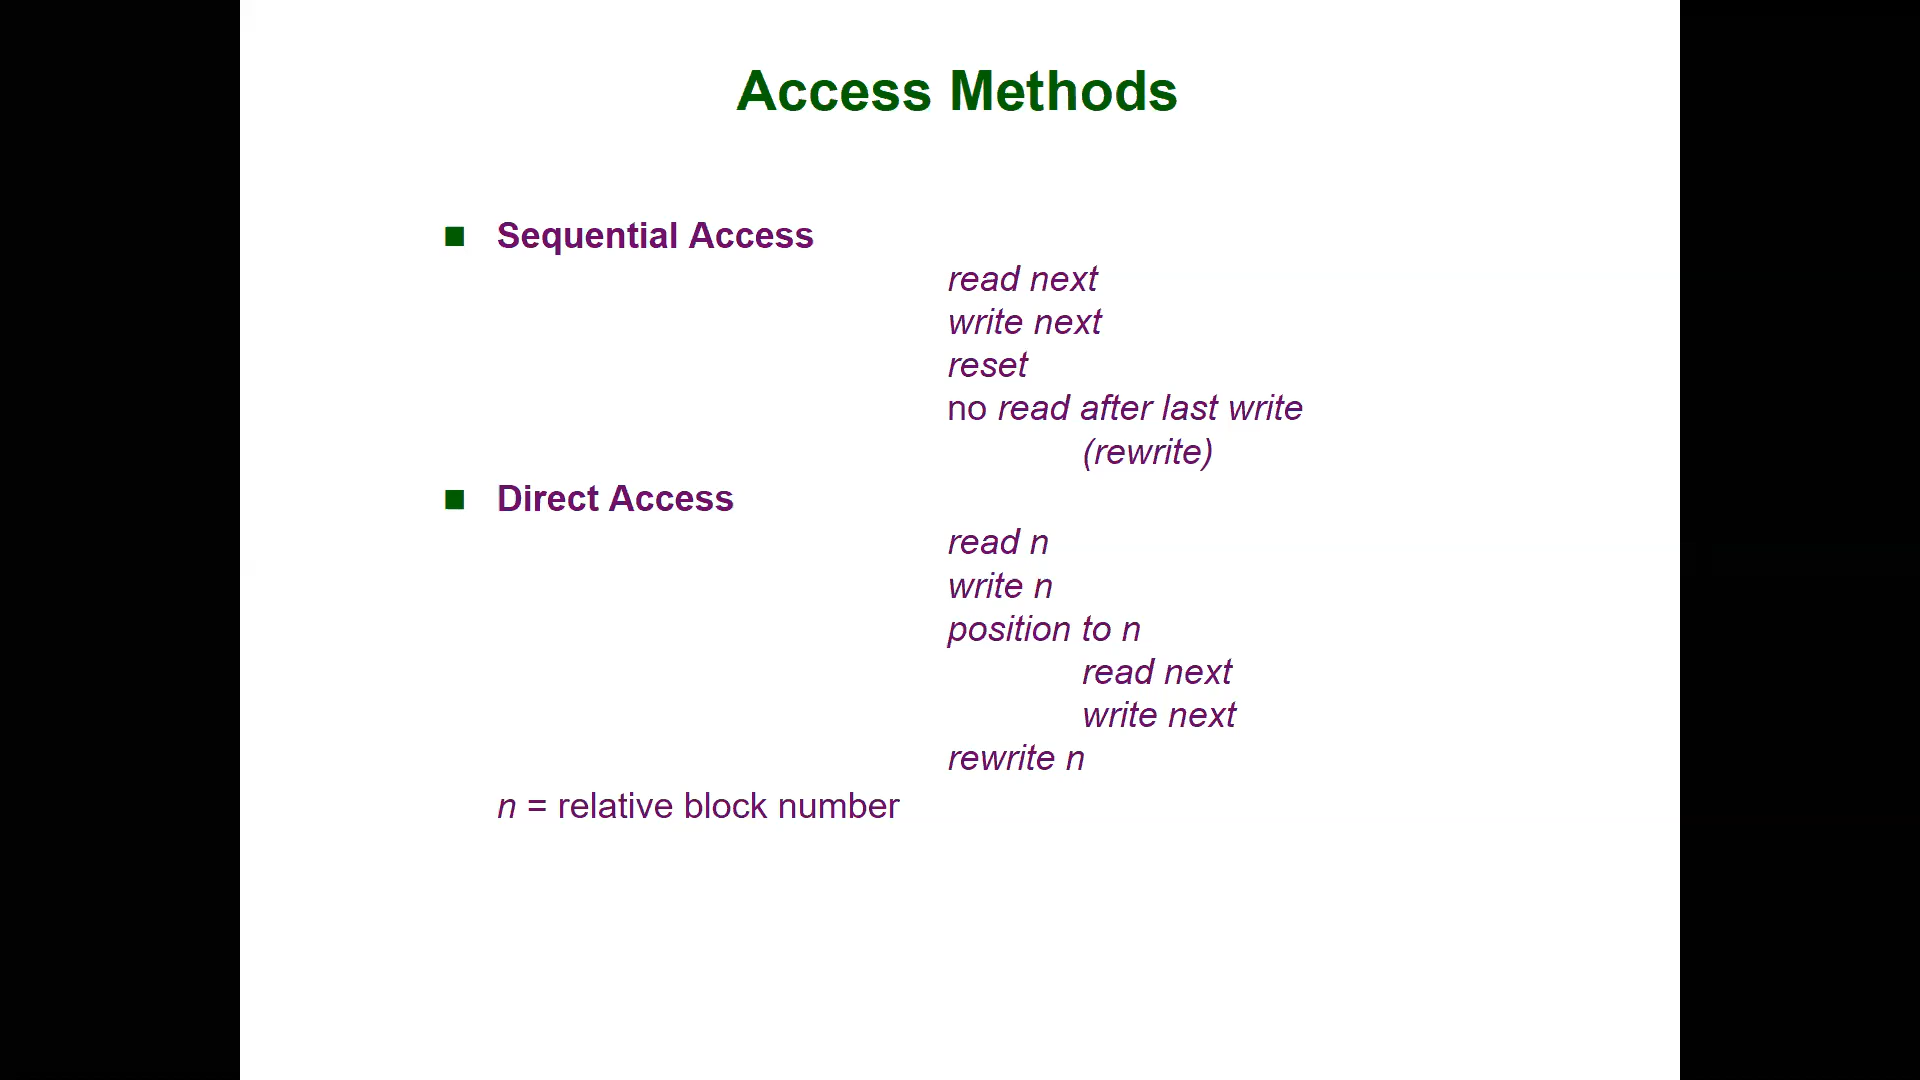 Access Methods
Sequential Access
read next
write next
reset
no read after last write
(rewrite)
Direct Access
read n
write n
position to n
read next
write next
rewrite n
n = relative block number